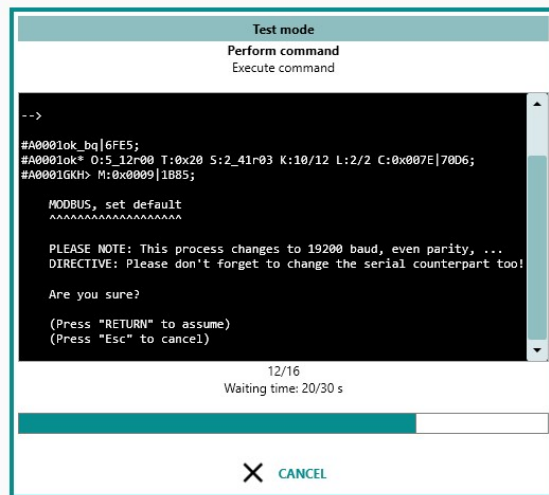 Test mode
Perform command
Execute command
-->
#A0001ok_bq|6FE5;
#A0001ok* O:5_12r00 T:0x20 S:2_41r03 K:10/12 L:2/2 C:0x007E|70D6;
#A0001GKH> M:0x0009|1B85;
MODBUS, set default
^^^^^^^^^^^^^^^^^^^
PLEASE NOTE: This process changes to 19200 baud, even parity, ...
DIRECTIVE: Please don't forget to change the serial counterpart too!
Are you sure?
(Press "RETURN" to assume)
(Press "Esc" to cancel)
12/16
Waiting time: 20/30 s
CANCEL